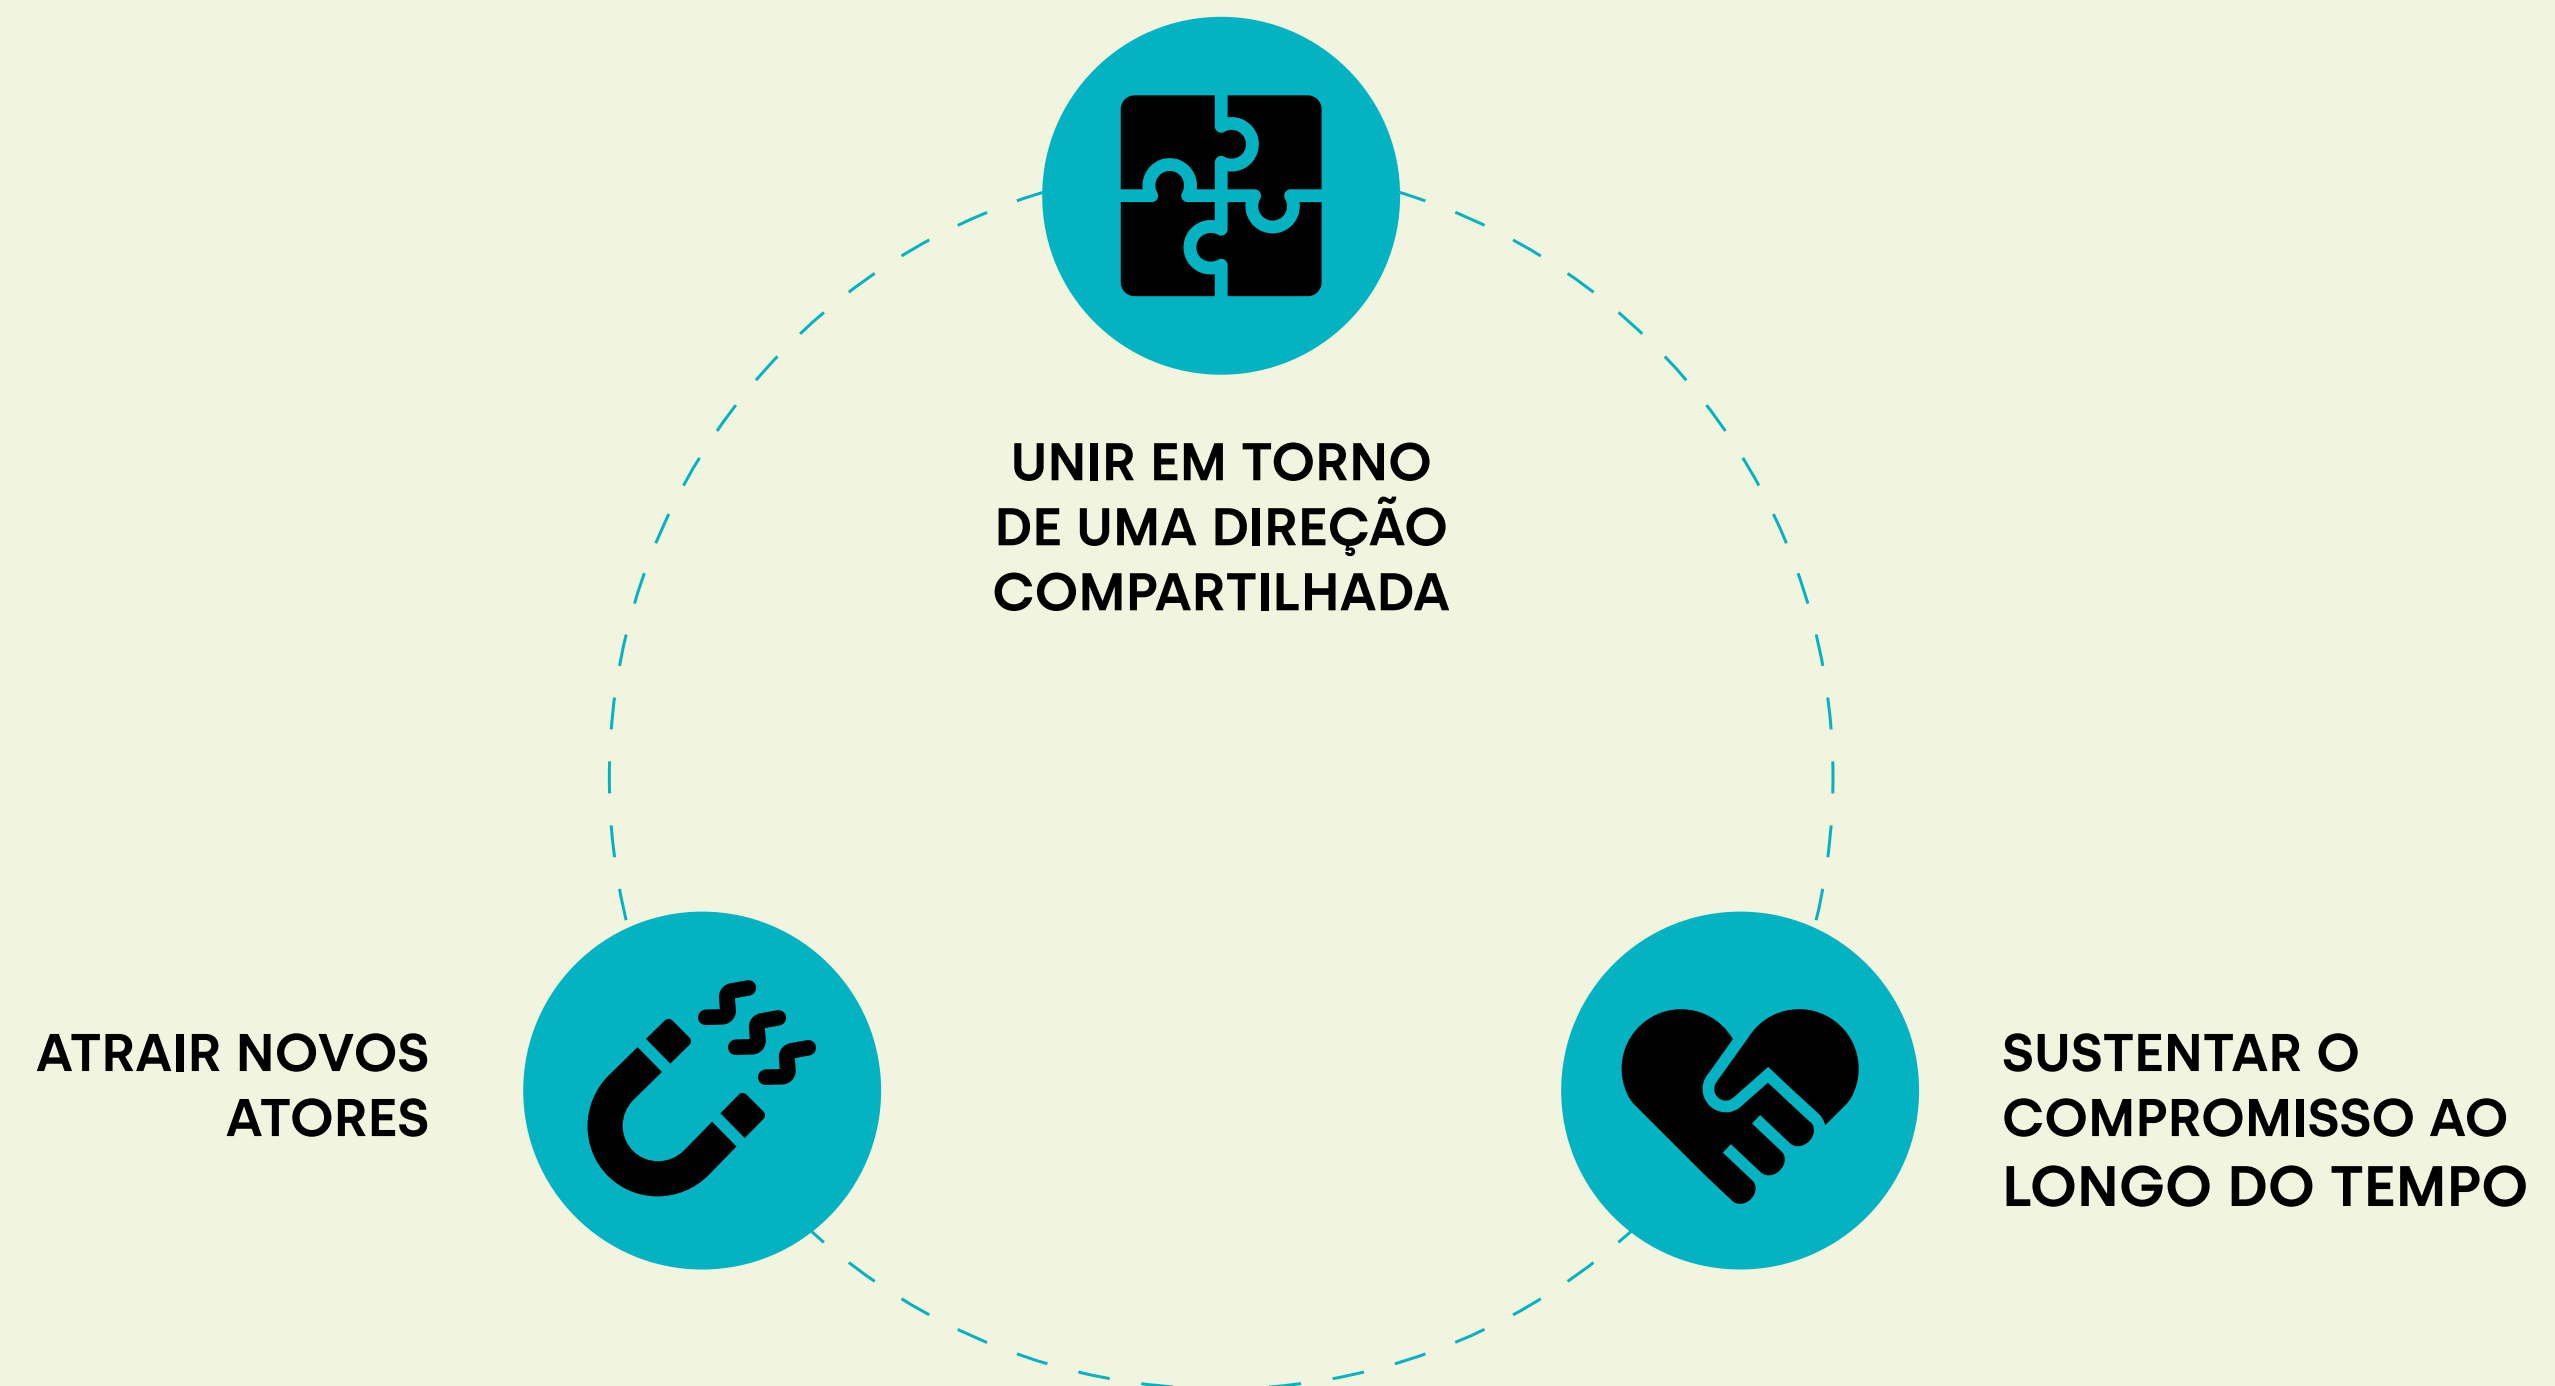 UNIR EM TORNO
DE UMA DIREÇÃO
COMPARTILHADA
ATRAIR NOVOS
ATORES
SUSTENTAR O
COMPROMISSO AO
LONGO DO TEMPO